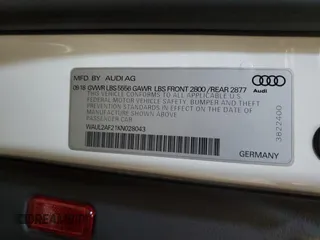 MFD. BY AUDI AG
06/18 GVWR LBS 5556 GAWR LBS FRONT 2800 / REAR 2877
THIS VEHICLE CONFORMS TO ALL APPLICABLE
FEDERAL MOTOR VEHICLE SAFETY, BUMPER AND THEFT
PREVENTION STANDARDS IN EFFECT ON THE DATE OF
MANUFACTURE SHOWN ABOVE
PASSENGER CAR
WAUL2AF21KN028043
Audi
3822400
GERMANY